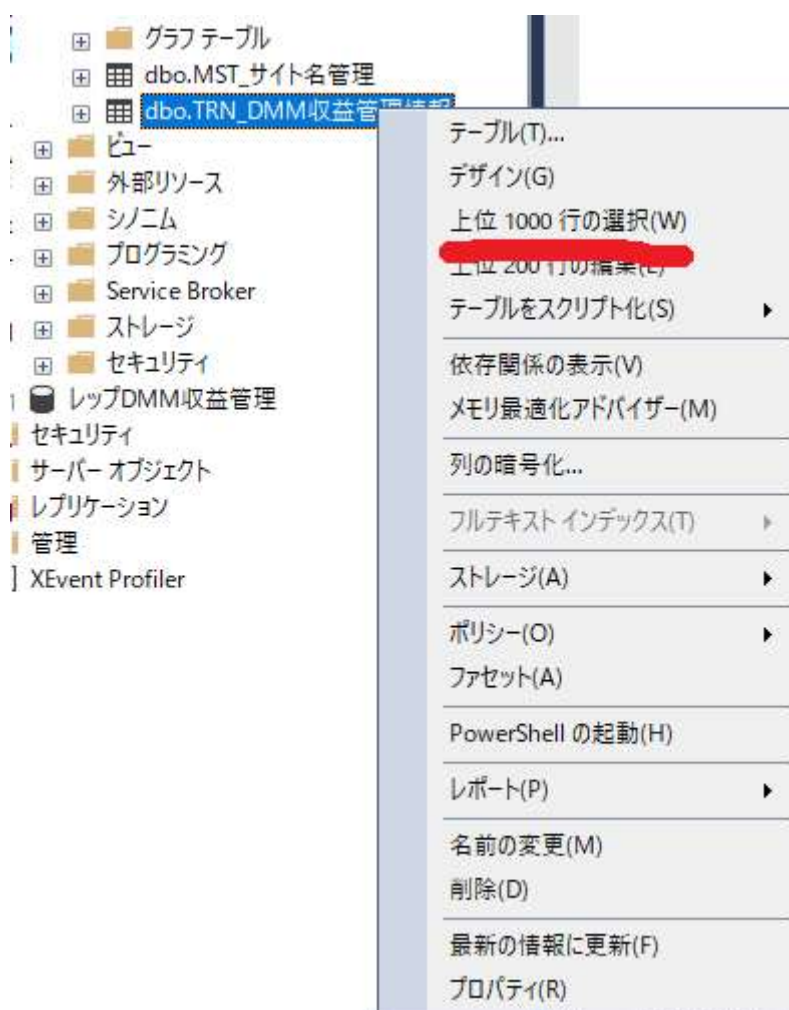 グラフ テーブル
dbo.MST_サイト名管理
dbo.TRN_DMM収益管理情報
ビュー
外部リソース
シノニム
プログラミング
Service Broker
ストレージ
セキュリティ
レップDMM収益管理
セキュリティ
サーバー オブジェクト
レプリケーション
管理
XEvent Profiler
テーブル(T)...
デザイン(G)
上位 1000 行の選択(W)
上位 200 行の編集(E)
テーブルをスクリプト化(S)
依存関係の表示(V)
メモリ最適化アドバイザー(M)
列の暗号化...
フルテキスト インデックス(T)
ストレージ(A)
ポリシー(O)
ファセット(A)
PowerShell の起動(H)
レポート(P)
名前の変更(M)
削除(D)
最新の情報に更新(F)
プロパティ(R)